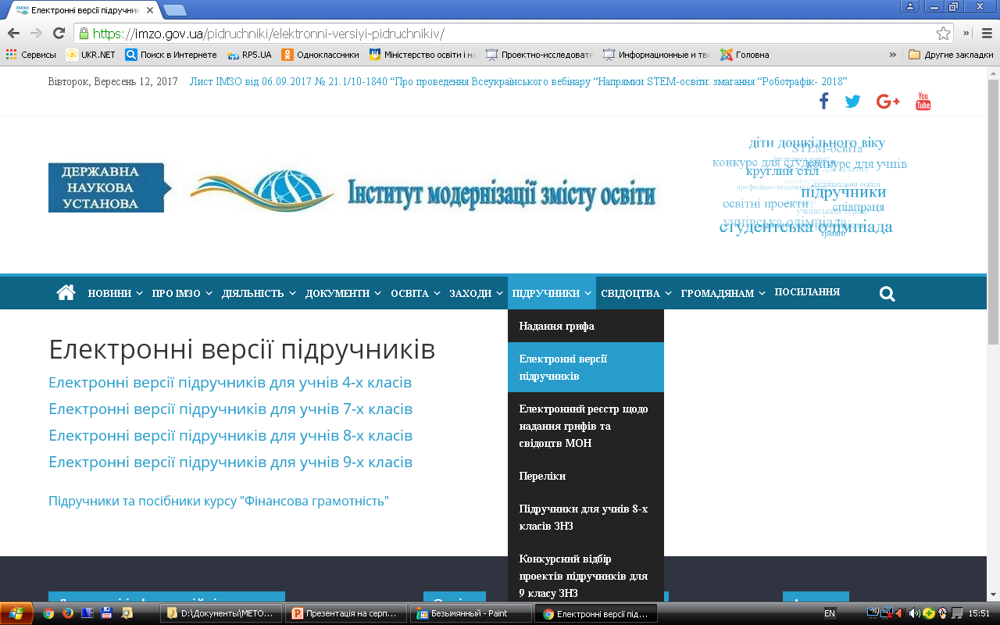 Електронні версії підручник
https://imzo.gov.ua/pidruchniki/elektronni-versiyi-pidruchnikiv/
Сервисы UKR.NET Поиск в Интернете RP5.UA Одноклассники Міністерство освіти і на Проектно-исследовате Информационные и тво Головна » Другие закладки
Вівторок, Вересень 12, 2017 Лист ІМЗО від 06.09.2017 № 21.1/10-1840 “Про проведення Всеукраїнського вебінару “Напрямки STEM-освіти: змагання “Роботрафік- 2018”
You Tube
ДЕРЖАВНА
НАУКОВА
УСТАНОВА
Інститут модернізації змісту освіти
діти дошкільного віку
STEM-освіта
конкурс для студентів
конкурс для учнів
круглий стіл
підручники
освітні проекти
співпраця
учнівський турнір
учнівська олімпіада
студентська олімпіада
тренінг
НОВИНИ ПРО ІМЗО ДІЯЛЬНІСТЬ ДОКУМЕНТИ ОСВІТА ЗАХОДИ ПІДРУЧНИКИ СВІДОЦТВА ГРОМАДЯНАМ ПОСИЛАННЯ
Електронні версії підручників
Електронні версії підручників для учнів 4-х класів
Електронні версії підручників для учнів 7-х класів
Електронні версії підручників для учнів 8-х класів
Електронні версії підручників для учнів 9-х класів
Підручники та посібники курсу "Фінансова грамотність"
Надання грифа
Електронні версії
підручників
Електронний реєстр щодо
надання грифів та
свідоцтв МОН
Переліки
Підручники для учнів 8-х
класів ЗНЗ
Конкурсний відбір
проектів підручників для
9 класу ЗНЗ
D:\Документы\МЕТО... Презентація на серп... Безымянный - Paint Електронні версії під... EN 15:51